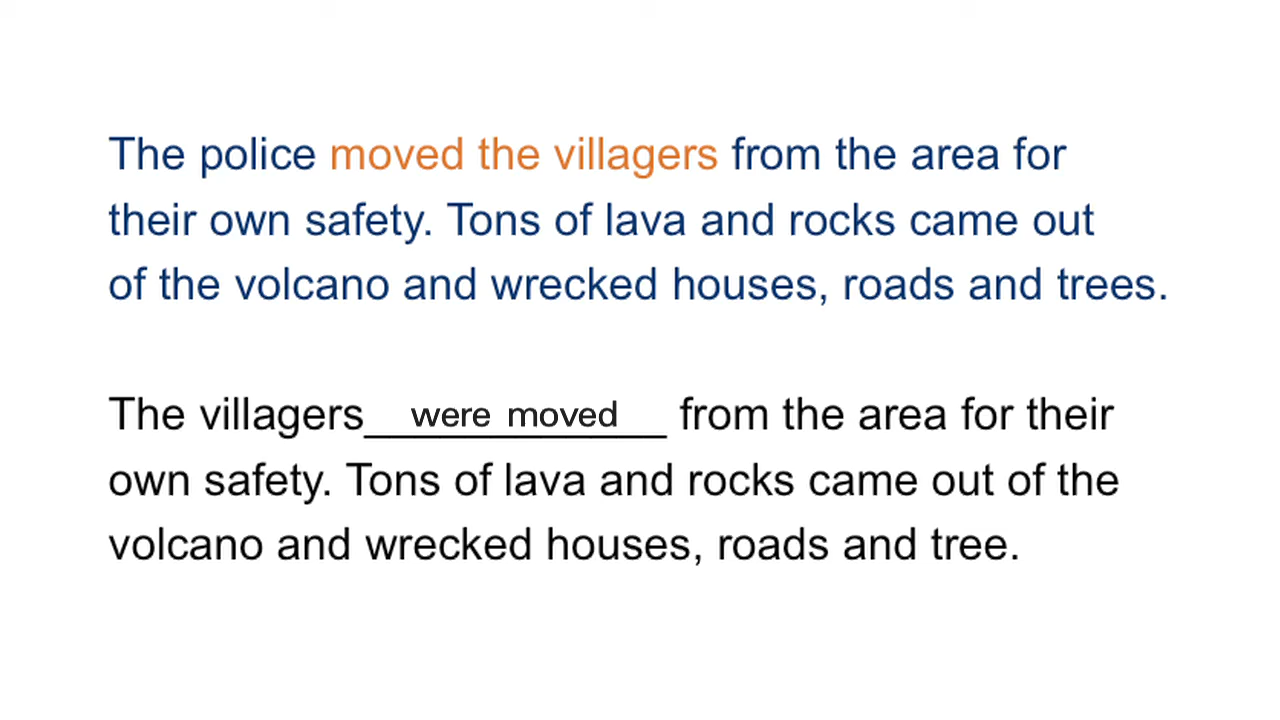 The police moved the villagers from the area for
their own safety. Tons of lava and rocks came out
of the volcano and wrecked houses, roads and trees.
The villagers were moved from the area for their
own safety. Tons of lava and rocks came out of the
volcano and wrecked houses, roads and tree.